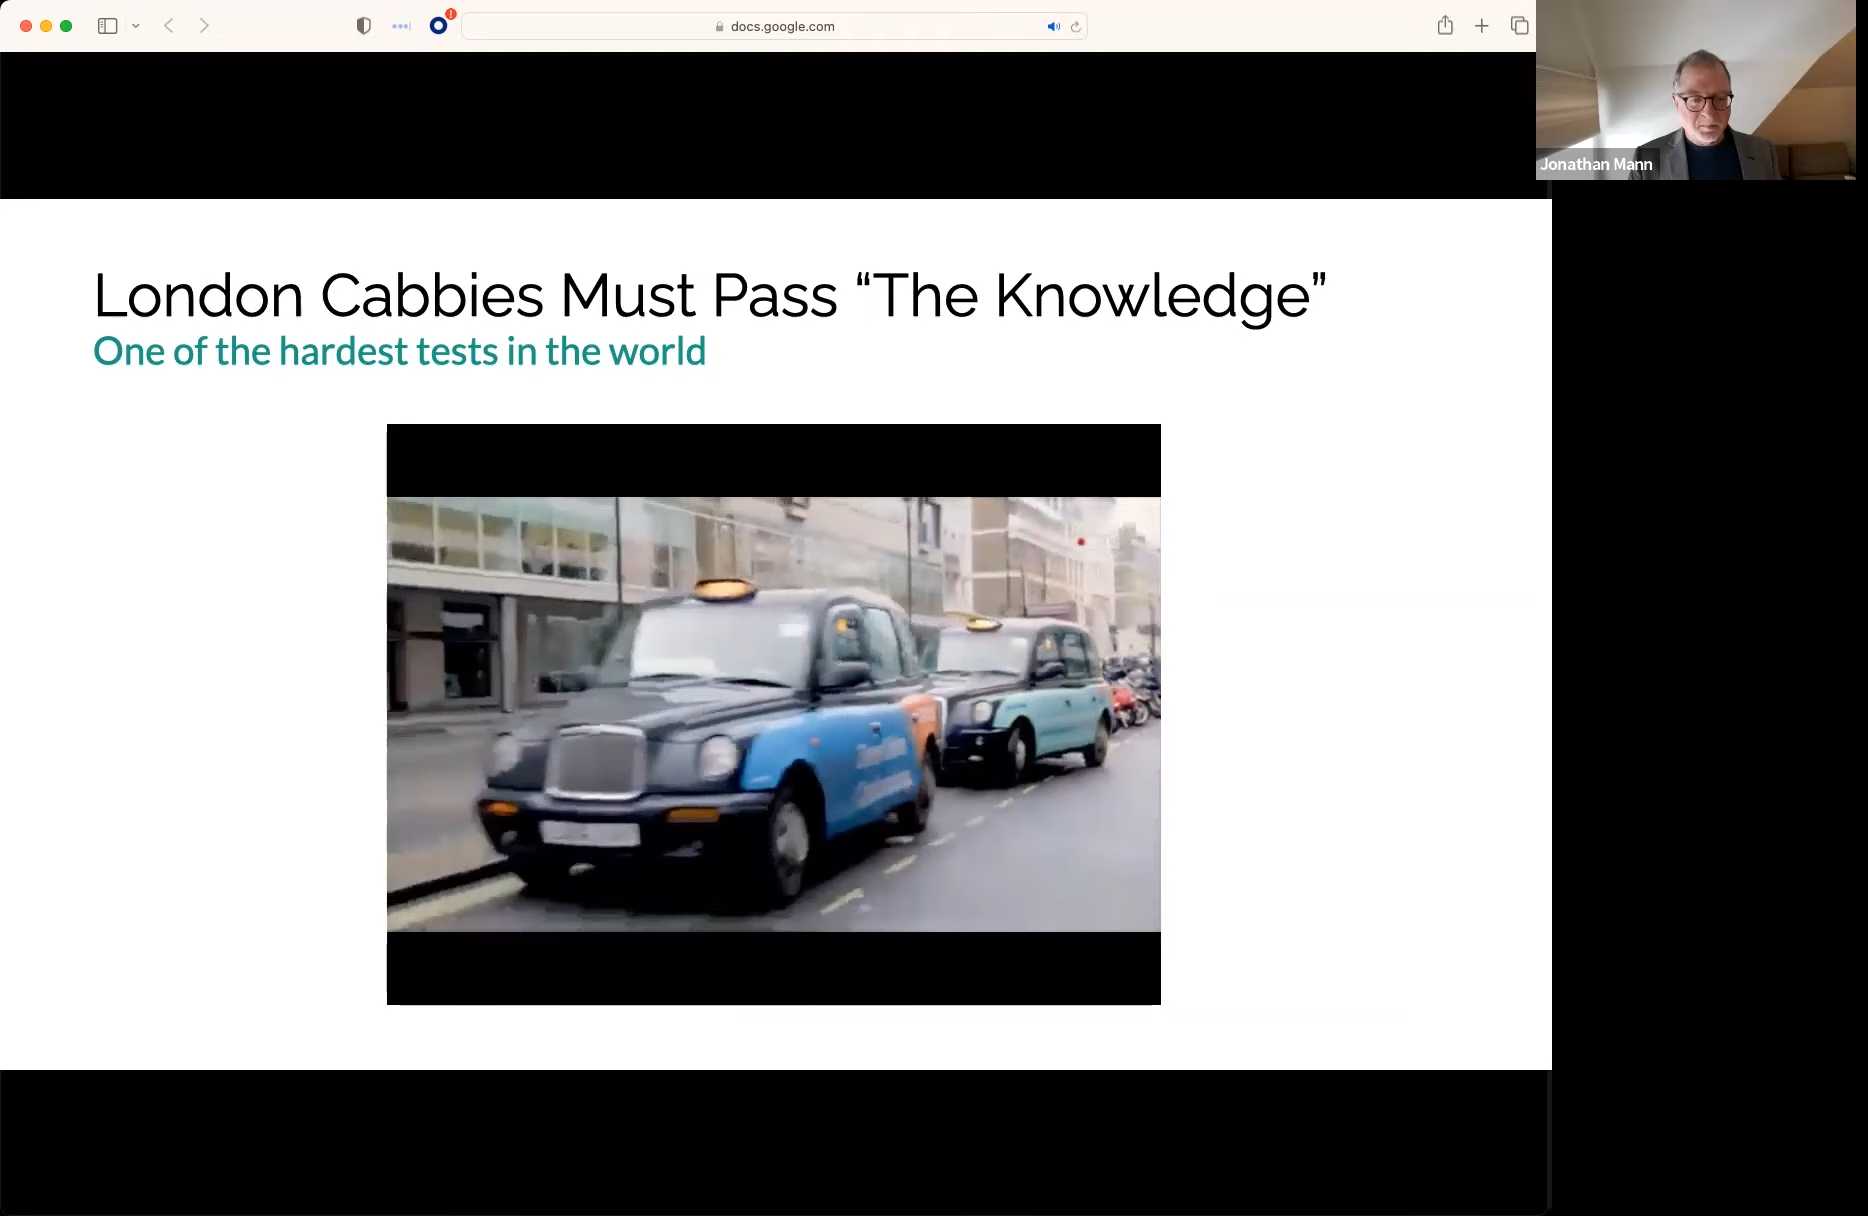 docs.google.com
Jonathan Mann
London Cabbies Must Pass “The Knowledge”
One of the hardest tests in the world